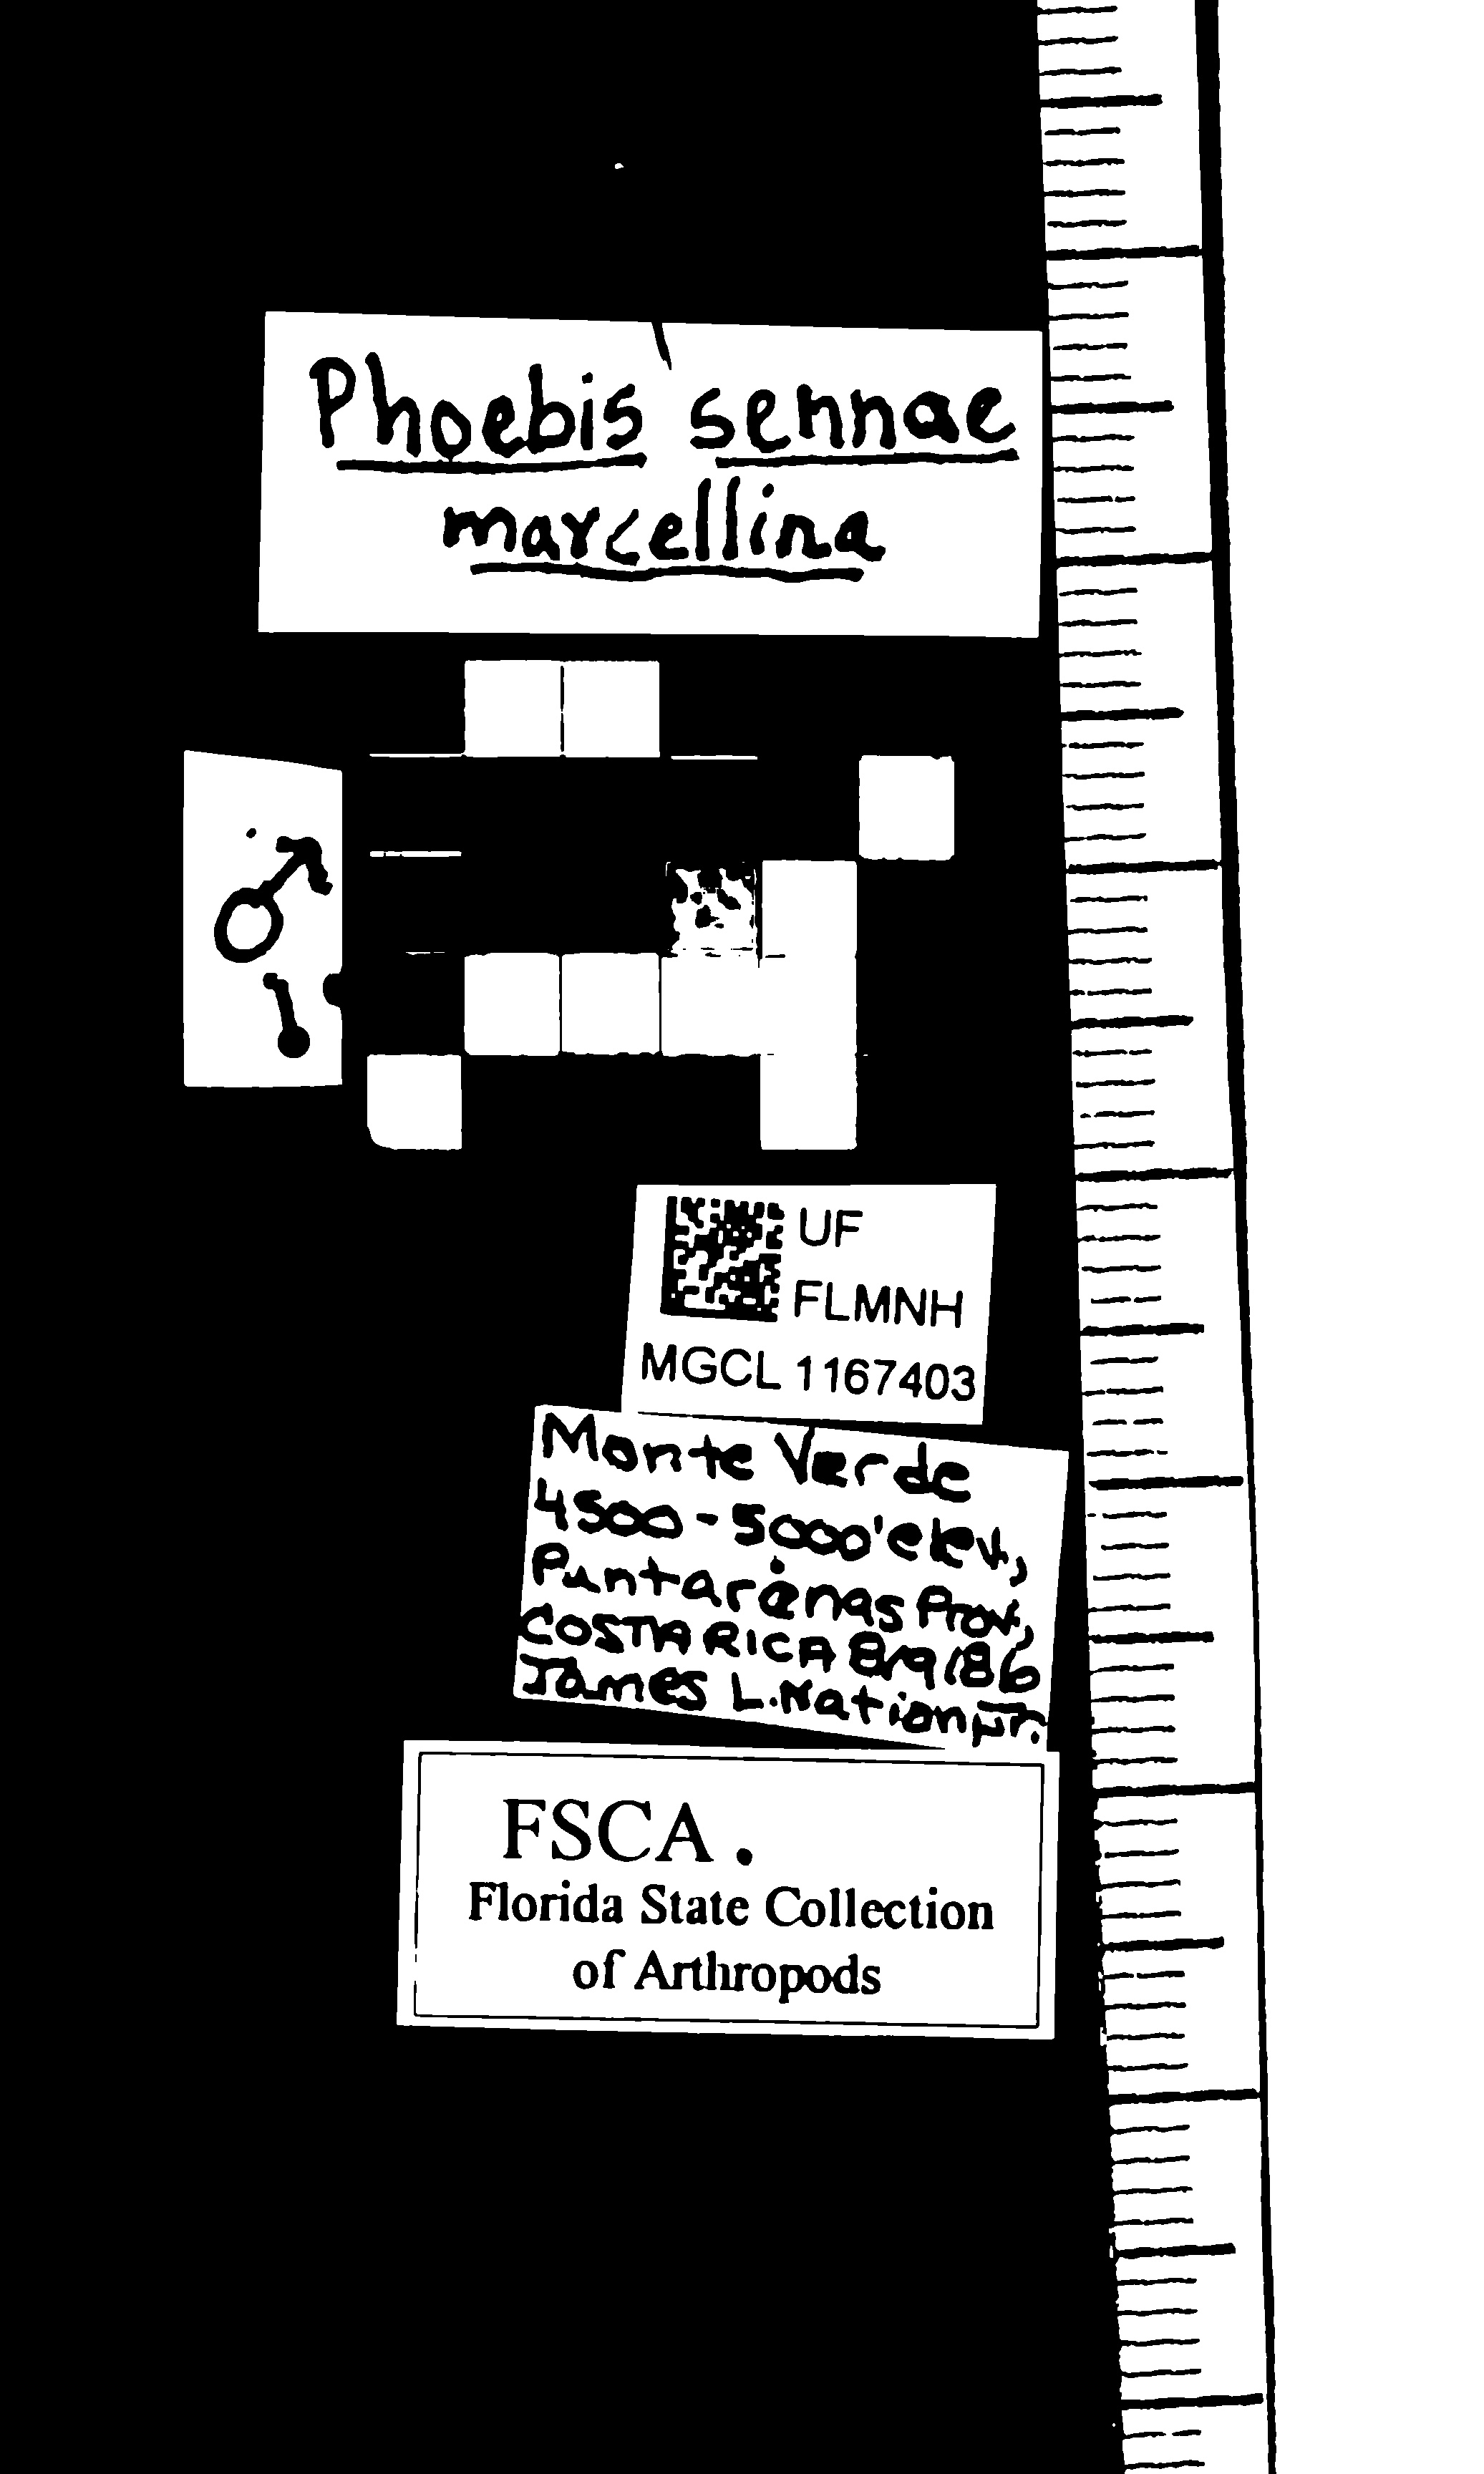 Phoebis sennae
marcellina
♂
UF
FLMNH
MGCL 1167403
Monte Verde
4500-5000' elev,
Puntarenas Prov,
COSTA RICA 8/9/86
James L. Nation Jr.
FSCA.
Florida State Collection
of Arthropods